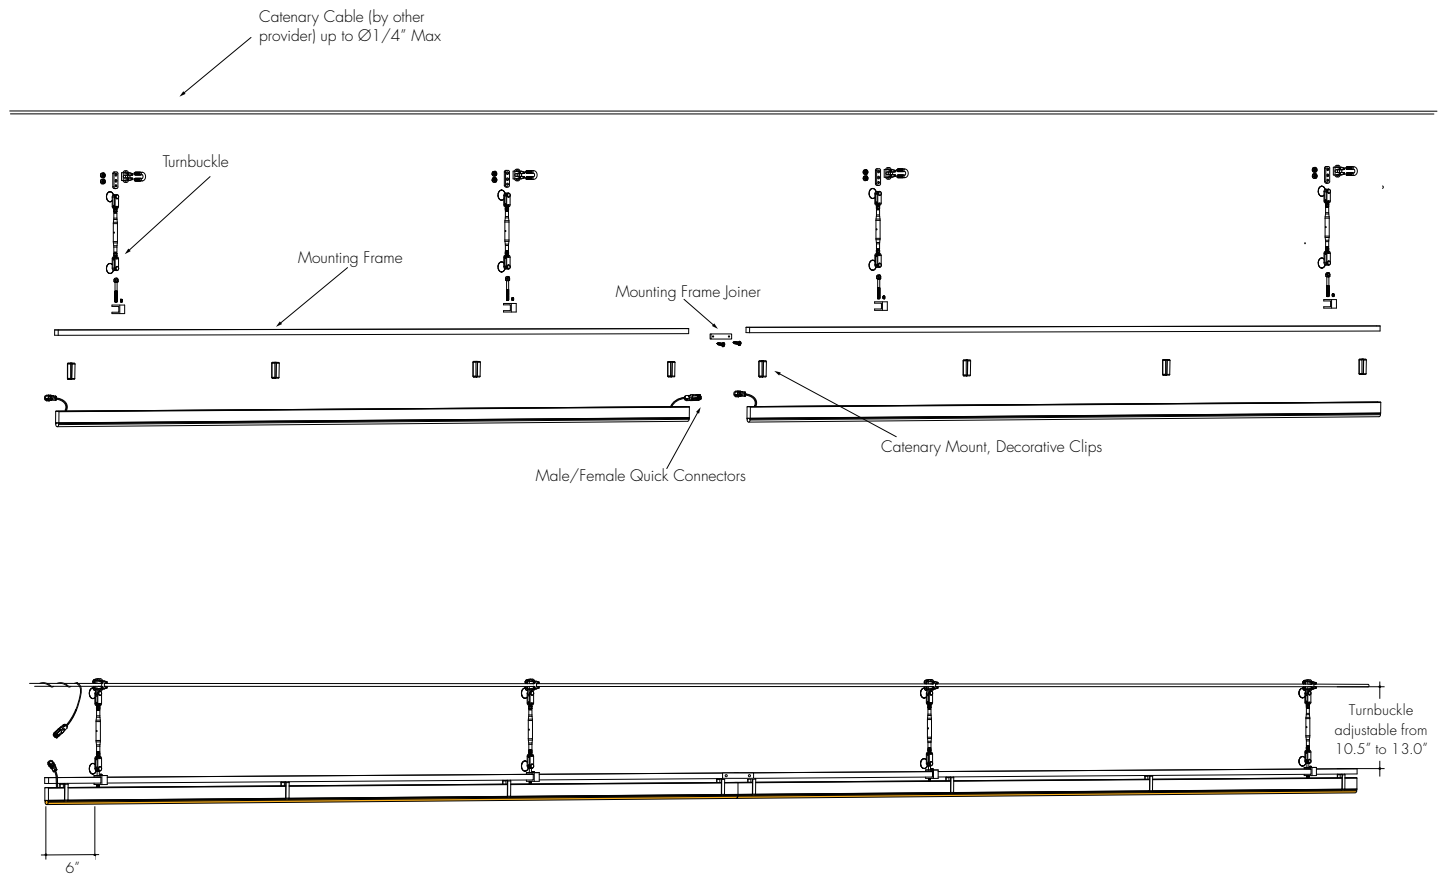 Catenary Cable (by other
provider) up to Ø1/4” Max
Turnbuckle
Mounting Frame
Mounting Frame Joiner
Catenary Mount, Decorative Clips
Male/Female Quick Connectors
Turnbuckle
adjustable from
10.5” to 13.0”
6”